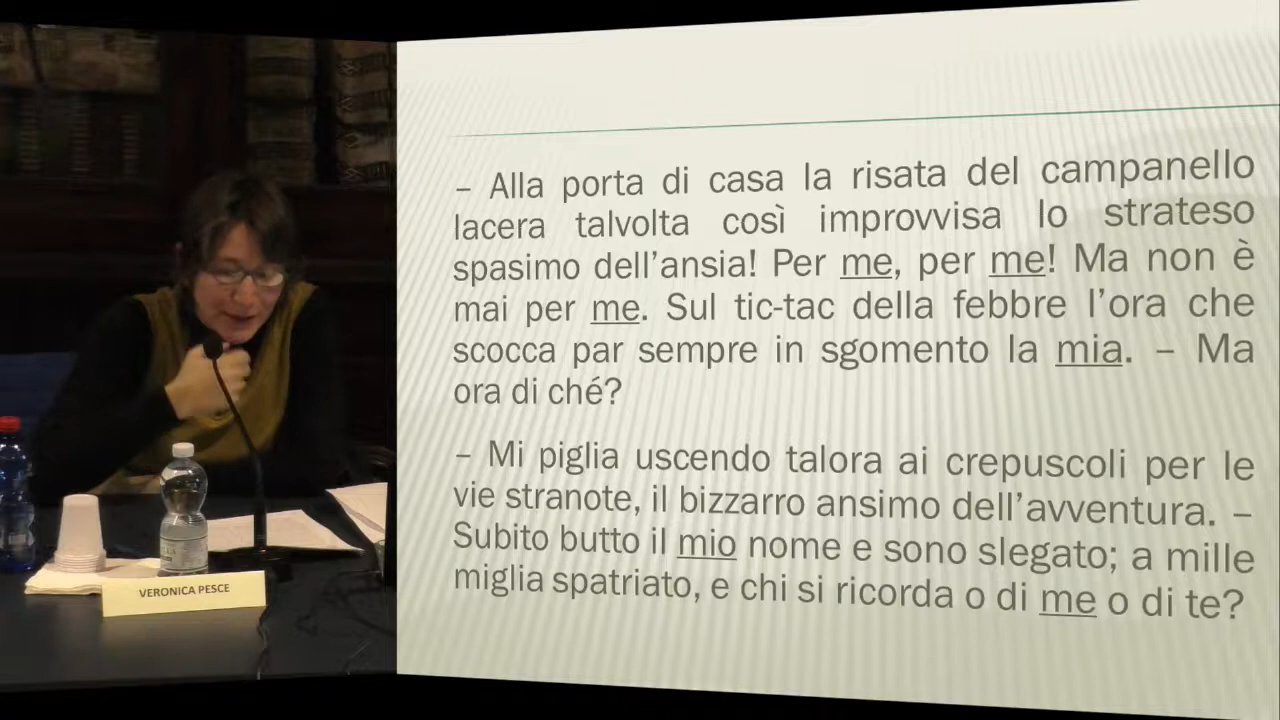 – Alla porta di casa la risata del campanello
lacera talvolta così improvvisa lo strateso
spasimo dell’ansia! Per me, per me! Ma non è
mai per me. Sul tic-tac della febbre l’ora che
scocca par sempre in sgomento la mia. – Ma
ora di ché?
– Mi piglia uscendo talora ai crepuscoli per le
vie stranote, il bizzarro ansimo dell’avventura. –
Subito butto il mio nome e sono slegato; a mille
miglia spatriato, e chi si ricorda o di me o di te?
VERONICA PESCE